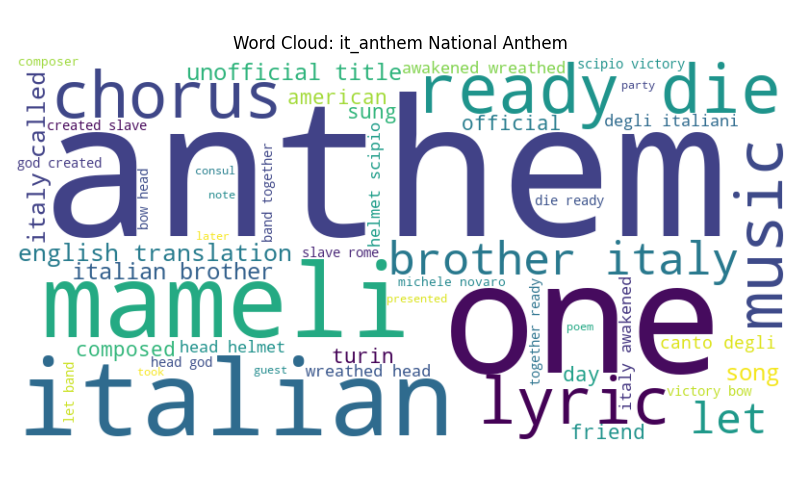 Word Cloud: it_anthem National Anthem
composer
unofficial title
awakened wreathed
scipio victory
chorus
american
ready die
party
italy called
created slave
sung
official
degli italiani
anthem
god created
bow head
consul
note
later
band together
helmet scipio
die ready
music
english translation
slave rome
brother italy
italian brother
mameli
michele novaro
presented
one
together ready
poem
italy awakened
canto degli
composed
head helmet
turin
head god
took
guest
wreathed head
day
song
let band
italian
lyric
victory bow
let
friend